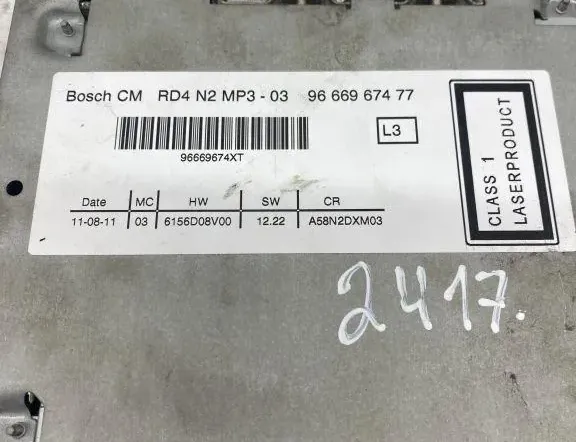 Bosch CM RD4 N2 MP3 - 03 96 669 674 77
L3
96669674XT
Date MC HW SW CR
11-08-11 03 6156D08V00 12.22 A58N2DXM03
CLASS 1
LASERPRODUCT
2417.